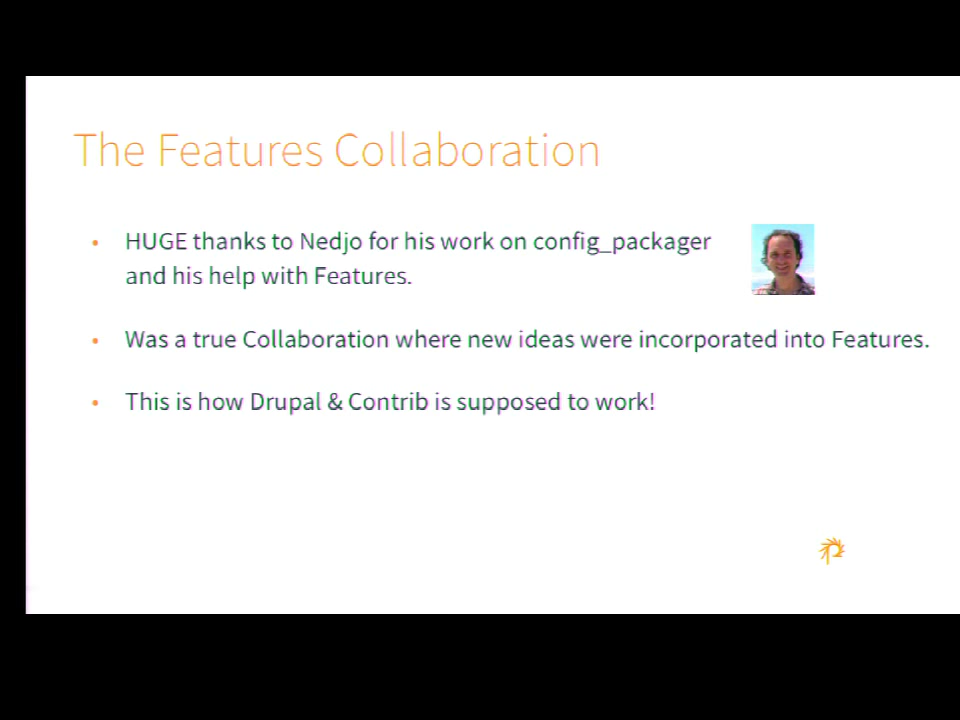 The Features Collaboration
• HUGE thanks to Nedjo for his work on config_packager
and his help with Features.
• Was a true Collaboration where new ideas were incorporated into Features.
• This is how Drupal & Contrib is supposed to work!